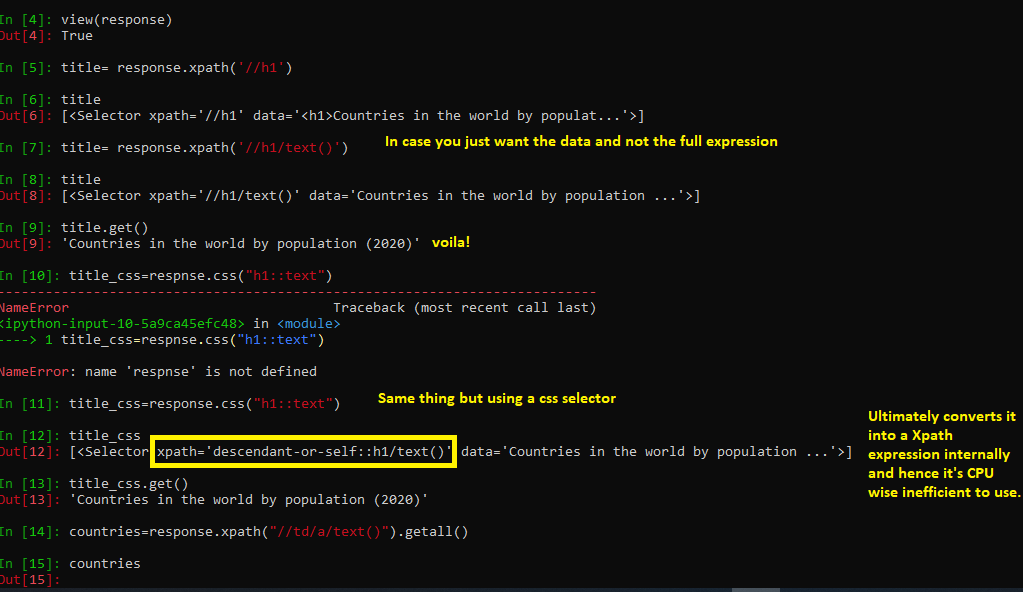 In [4]: view(response)
Out[4]: True
In [5]: title= response.xpath('//h1')
In [6]: title
Out[6]: [<Selector xpath='//h1' data='<h1>Countries in the world by populat...'>]
In [7]: title= response.xpath('//h1/text()') In case you just want the data and not the full expression
In [8]: title
Out[8]: [<Selector xpath='//h1/text()' data='Countries in the world by population ...'>]
In [9]: title.get()
Out[9]: 'Countries in the world by population (2020)' voila!
In [10]: title_css=respnse.css("h1::text")
---------------------------------------------------------------------------
NameError Traceback (most recent call last)
<ipython-input-10-5a9ca45efc48> in <module>
----> 1 title_css=respnse.css("h1::text")
NameError: name 'respnse' is not defined
In [11]: title_css=response.css("h1::text") Same thing but using a css selector
In [12]: title_css
Out[12]: [<Selector xpath='descendant-or-self::h1/text()' data='Countries in the world by population ...'>]
Ultimately converts it
into a Xpath
expression internally
and hence it's CPU
wise inefficient to use.
In [13]: title_css.get()
Out[13]: 'Countries in the world by population (2020)'
In [14]: countries=response.xpath("//td/a/text()").getall()
In [15]: countries
Out[15]: